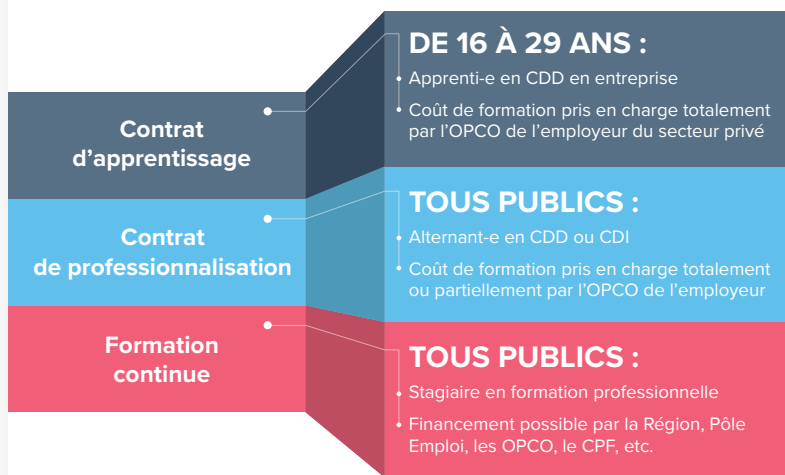 Contrat
d'apprentissage
DE 16 À 29 ANS :
Apprenti-e en CDD en entreprise
Coût de formation pris en charge totalement
par l'OPCO de l'employeur du secteur privé
Contrat
de professionnalisation
TOUS PUBLICS :
Alternant-e en CDD ou CDI
Coût de formation pris en charge totalement
ou partiellement par l'OPCO de l'employeur
Formation
continue
TOUS PUBLICS :
Stagiaire en formation professionnelle
Financement possible par la Région, Pôle
Emploi, les OPCO, le CPF, etc.